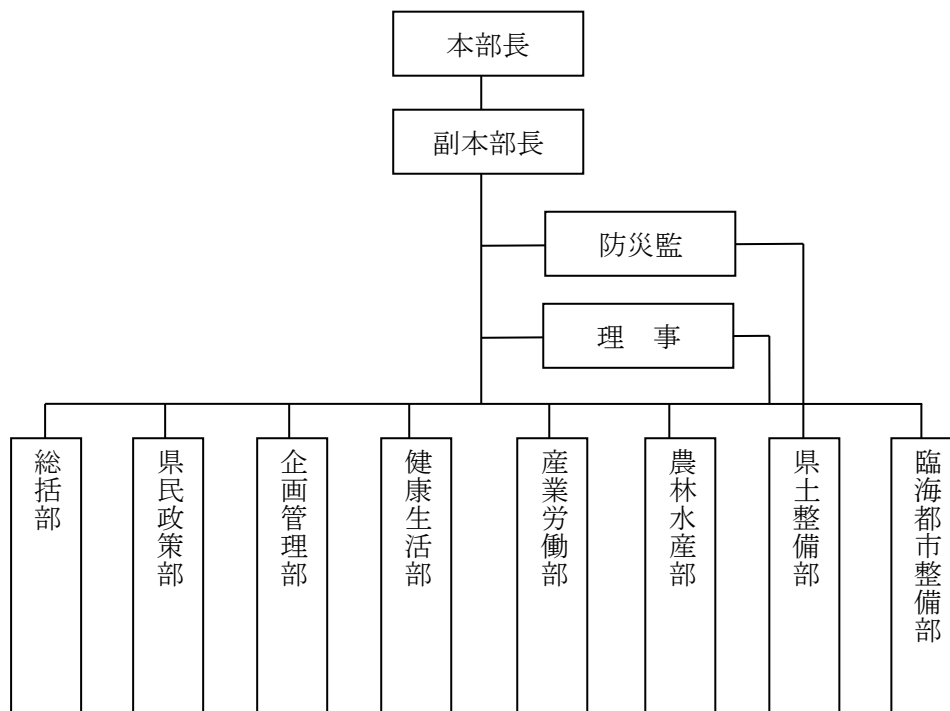 本部長
副本部長
防災監
理　事
総括部
県民政策部
企画管理部
健康生活部
産業労働部
農林水産部
県土整備部
臨海都市整備部